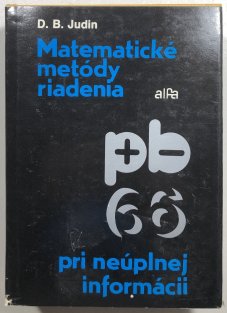 D. B. Judin
Matematické
metódy
riadenia
alfa
pri neúplnej
informácii